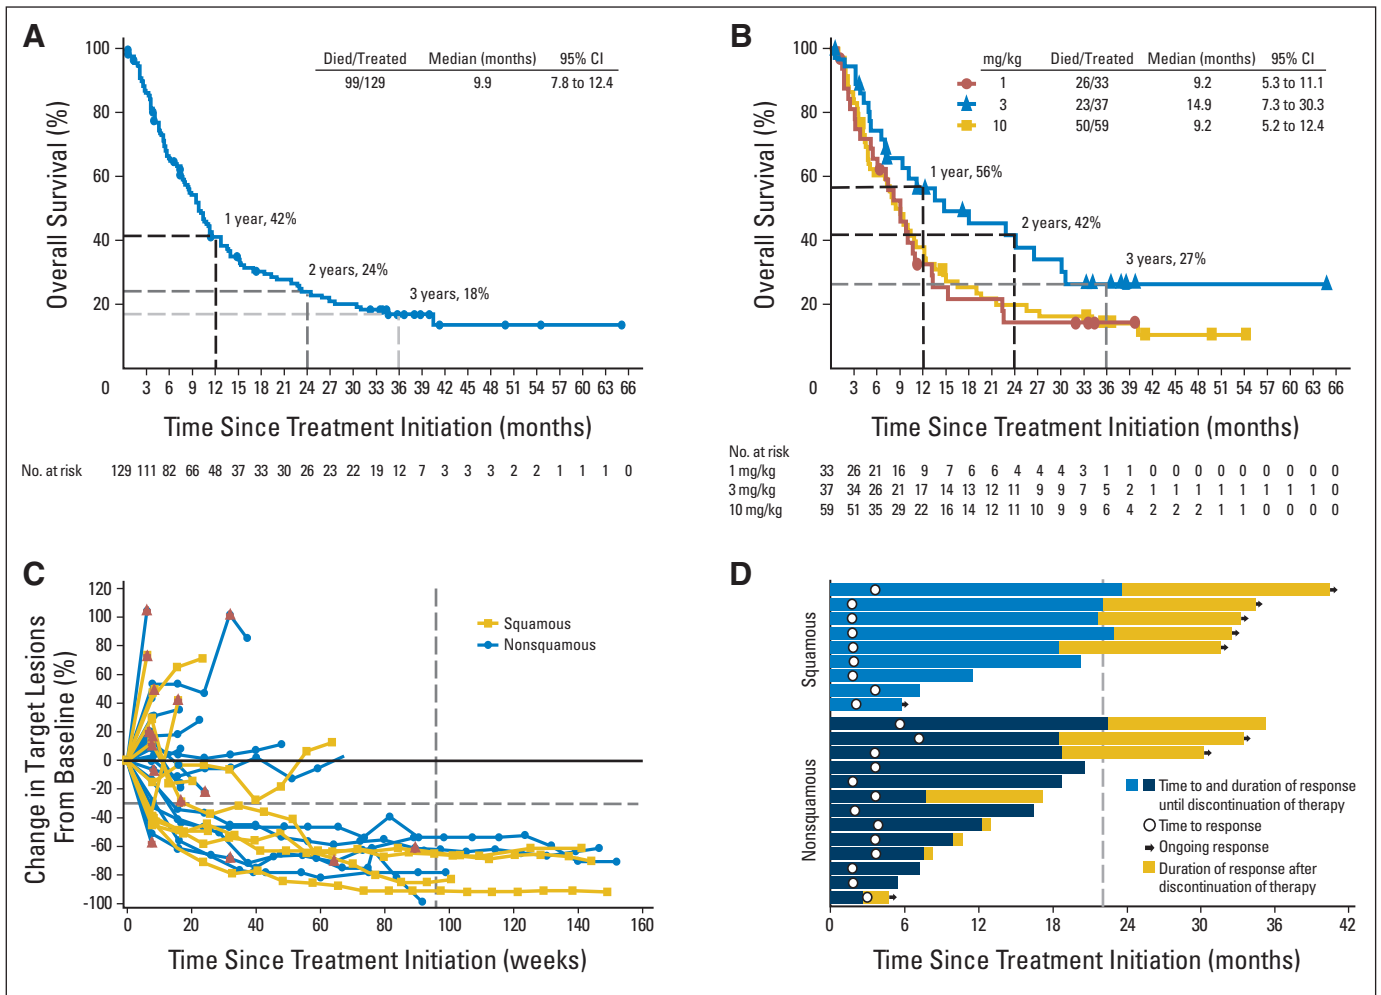 A
Died/Treated Median (months) 95% CI
99/129 9.9 7.8 to 12.4
Overall Survival (%)
100
80
60
40
20
0
1 year, 42%
2 years, 24%
3 years, 18%
3 6 9 12 15 18 21 24 27 30 33 36 39 42 45 48 51 54 57 60 63 66
Time Since Treatment Initiation (months)
No. at risk 129 111 82 66 48 37 33 30 26 23 22 19 12 7 3 3 3 2 2 1 1 1 0
B
mg/kg Died/Treated Median (months) 95% CI
1 26/33 9.2 5.3 to 11.1
3 23/37 14.9 7.3 to 30.3
10 50/59 9.2 5.2 to 12.4
Overall Survival (%)
100
80
60
40
20
0
1 year, 56%
2 years, 42%
3 years, 27%
3 6 9 12 15 18 21 24 27 30 33 36 39 42 45 48 51 54 57 60 63 66
Time Since Treatment Initiation (months)
No. at risk
1 mg/kg 33 26 21 16 9 7 6 6 4 4 4 3 1 1 0 0 0 0 0 0 0 0 0
3 mg/kg 37 34 26 21 17 14 13 12 11 9 9 7 5 2 1 1 1 1 1 1 1 1 0
10 mg/kg 59 51 35 29 22 16 14 12 11 10 9 9 6 4 2 2 2 1 1 0 0 0 0
C
Change in Target Lesions
From Baseline (%)
120
100
80
60
40
20
0
-20
-40
-60
-80
-100
Squamous
Nonsquamous
0 20 40 60 80 100 120 140 160
Time Since Treatment Initiation (weeks)
D
Squamous
Nonsquamous
Time to and duration of response
until discontinuation of therapy
Time to response
Ongoing response
Duration of response after
discontinuation of therapy
0 6 12 18 24 30 36 42
Time Since Treatment Initiation (months)